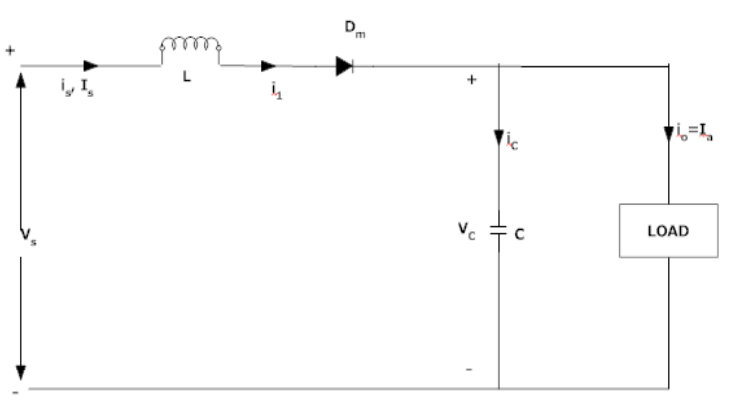 D_m
+
L
i_s, I_s
i_1
+
i_c
i_o=I_a
V_s
V_C
C
LOAD
-
-